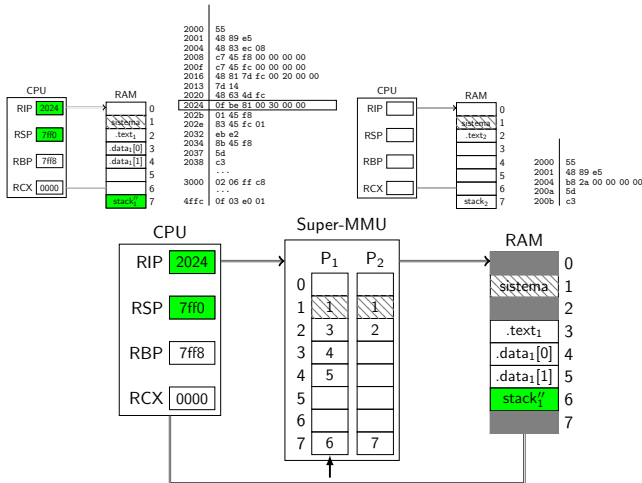 2000 55
2001 48 89 e5
2004 48 83 ec 08
2008 c7 45 f8 00 00 00 00
200f c7 45 fc 00 00 00 00
2016 48 81 7d fc 00 20 00 00
2013 7d 14
2020 48 63 4d fc
2024 0f be 81 00 30 00 00
202b 01 45 f8
202e 83 45 fc 01
2032 eb e2
2034 8b 45 f8
2037 5d
2038 c3
...
3000 02 06 ff c8
...
4ffc 0f 03 e0 01
CPU
RIP 2024
RSP 7ff0
RBP 7ff8
RCX 0000
RAM
0
sistema 1
.text₁ 2
.data₁[0] 3
.data₁[1] 4
5
6
stack₁′′ 7
CPU
RIP
RSP
RBP
RCX
RAM
0
sistema 1
.text₂ 2
3
4
5
6
stack₂ 7
2000 55
2001 48 89 e5
2004 b8 2a 00 00 00 00
200a 5d
200b c3
CPU
RIP 2024
RSP 7ff0
RBP 7ff8
RCX 0000
Super-MMU
P₁ P₂
0
1 1 1
2 3 2
3 4
4 5
5
6
7 6 7
RAM
0
sistema 1
2
.text₁ 3
.data₁[0] 4
.data₁[1] 5
stack₁′′ 6
7